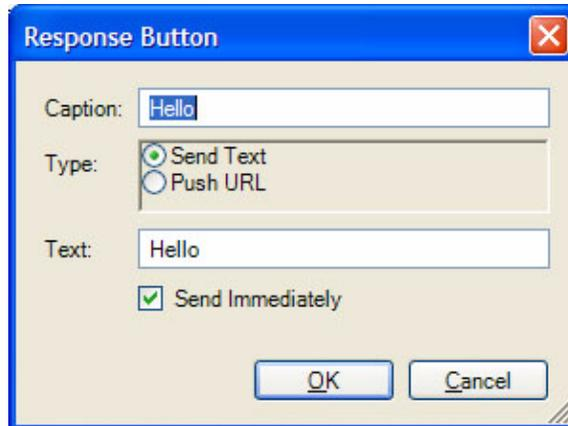 Response Button
Caption: Hello
Type: Send Text
Push URL
Text: Hello
Send Immediately
OK Cancel